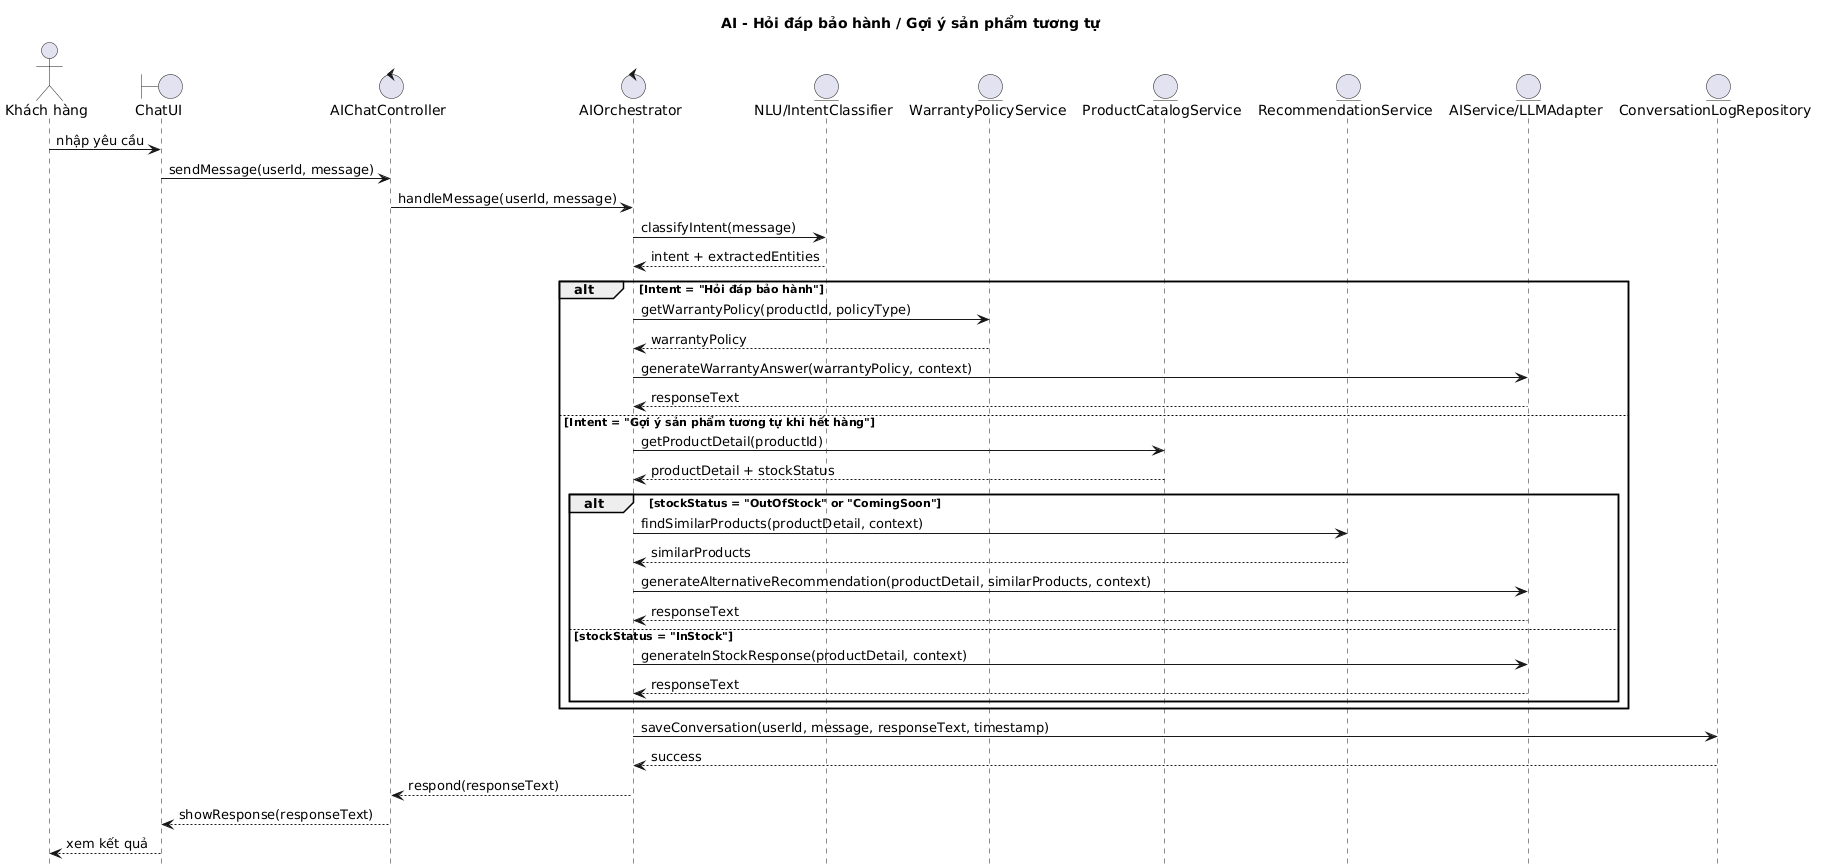 AI - Hỏi đáp bảo hành / Gợi ý sản phẩm tương tự
Khách hàng
ChatUI
AIChatController
AIOrchestrator
NLU/IntentClassifier
WarrantyPolicyService
ProductCatalogService
RecommendationService
AIService/LLMAdapter
ConversationLogRepository
nhập yêu cầu
sendMessage(userId, message)
handleMessage(userId, message)
classifyIntent(message)
intent + extractedEntities
alt [Intent = "Hỏi đáp bảo hành"]
getWarrantyPolicy(productId, policyType)
warrantyPolicy
generateWarrantyAnswer(warrantyPolicy, context)
responseText
[Intent = "Gợi ý sản phẩm tương tự khi hết hàng"]
getProductDetail(productId)
productDetail + stockStatus
alt [stockStatus = "OutOfStock" or "ComingSoon"]
findSimilarProducts(productDetail, context)
similarProducts
generateAlternativeRecommendation(productDetail, similarProducts, context)
responseText
[stockStatus = "InStock"]
generateInStockResponse(productDetail, context)
responseText
saveConversation(userId, message, responseText, timestamp)
success
respond(responseText)
showResponse(responseText)
xem kết quả